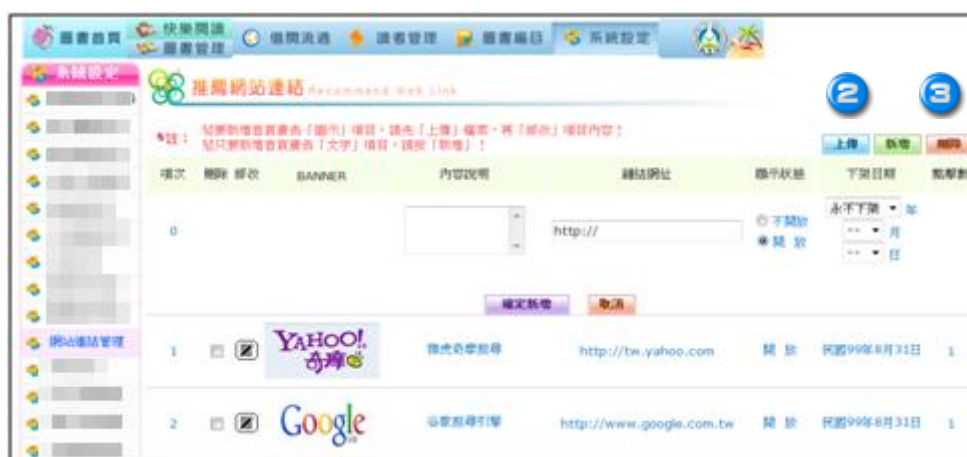 圖書首頁 快樂閱讀 圖書管理 借閱流通 讀者管理 圖書編目 系統設定
系統設定
推薦網站連結 Recommend Web Link
2 3
註：若要新增首頁廣告「圖示」項目，請先「上傳」檔案，再「修改」項目內容！
若只要新增首頁廣告「文字」項目，請按「新增」！
上傳 新增 刪除
項次 刪除 修改 BANNER 內容說明 鏈結網址 顯示狀態 下架日期 點擊數
0 http:// 不開放 開 放 永不下架 年
-- 月
-- 日
確定新增 取消
網站連結管理
1 YAHOO!奇摩 雅虎奇摩搜尋 http://tw.yahoo.com 開 放 民國99年8月31日 1
2 Google 谷歌搜尋引擎 http://www.google.com.tw 開 放 民國99年8月31日 1